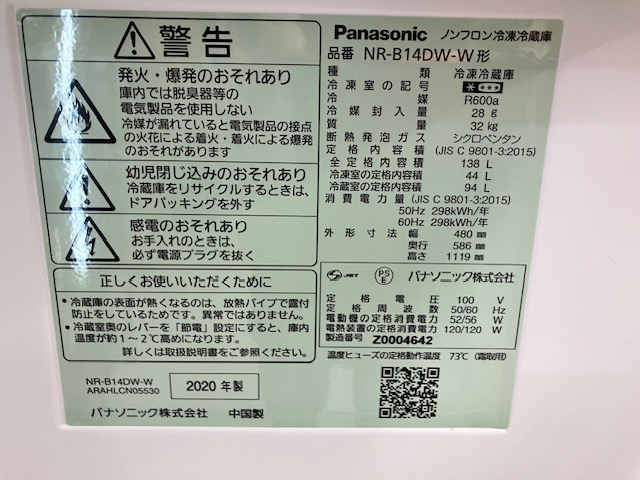 警告
発火・爆発のおそれあり
庫内では脱臭器等の
電気製品を使用しない
冷媒が漏れていると電気製品の接点
の火花による着火・着火による爆発
のおそれがあります
幼児閉じ込みのおそれあり
冷蔵庫をリサイクルするときは、
ドアパッキングを外す
感電のおそれあり
お手入れのときは、
必ず電源プラグを抜く
正しくお使いいただくために
・冷蔵庫の表面が熱くなるのは、放熱パイプで露付
防止をしているためです。異常ではありません。
・冷蔵室奥のレバーを「節電」設定にすると、庫内
温度が約1~2℃高めになります。
詳しくは取扱説明書をご参照ください。
NR-B14DW-W
ARAHLCN05530
2020年製
パナソニック株式会社 中国製
Panasonic ノンフロン冷凍冷蔵庫
品番 NR-B14DW-W形
種類 冷凍冷蔵庫
冷凍室の記号 ****
冷媒 R600a
冷媒封入量 28g
質量 32kg
断熱発泡ガス シクロペンタン
定格内容積 (JIS C 9801-3:2015)
全定格内容積 138 L
冷凍室の定格内容積 44 L
冷蔵室の定格内容積 94 L
消費電力量 (JIS C 9801-3:2015)
50Hz 298kWh/年
60Hz 298kWh/年
外形寸法 幅 480 mm
奥行 586 mm
高さ 1119 mm
JET PS E パナソニック株式会社
定格電圧 100 V
定格周波数 50/60 Hz
電動機の定格消費電力 52/56 W
電熱装置の定格消費電力 120/120 W
製造番号 Z0004642
温度ヒューズの定格動作温度 73℃ (霜取用)